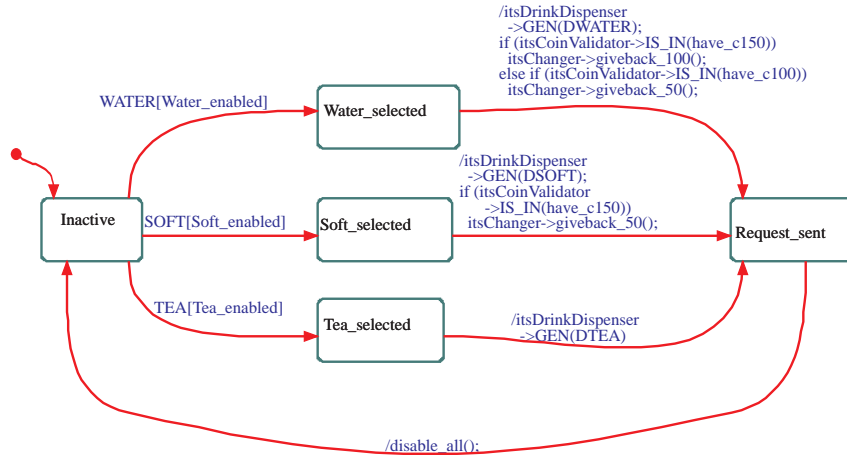 /itsDrinkDispenser
->GEN(DWATER);
if (itsCoinValidator->IS_IN(have_c150))
itsChanger->giveback_100();
else if (itsCoinValidator->IS_IN(have_c100))
itsChanger->giveback_50();
WATER[Water_enabled]
Water_selected
/itsDrinkDispenser
->GEN(DSOFT);
if (itsCoinValidator
->IS_IN(have_c150))
itsChanger->giveback_50();
Inactive
SOFT[Soft_enabled]
Soft_selected
Request_sent
TEA[Tea_enabled]
Tea_selected
/itsDrinkDispenser
->GEN(DTEA)
/disable_all();